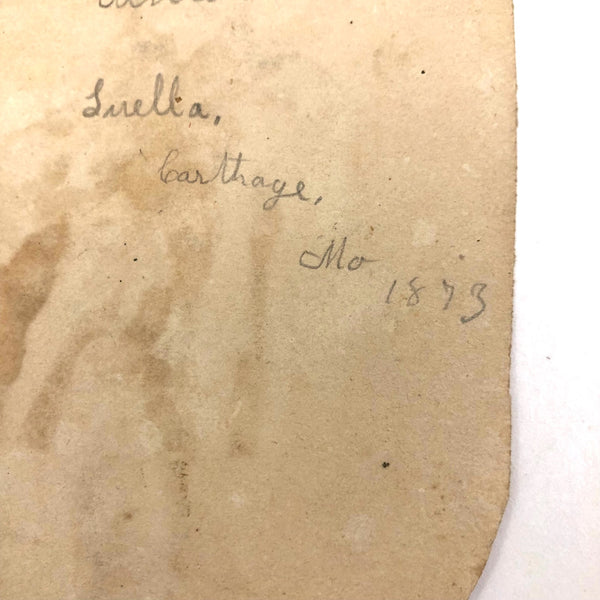 Luella,
Carthage,
Mo
1873